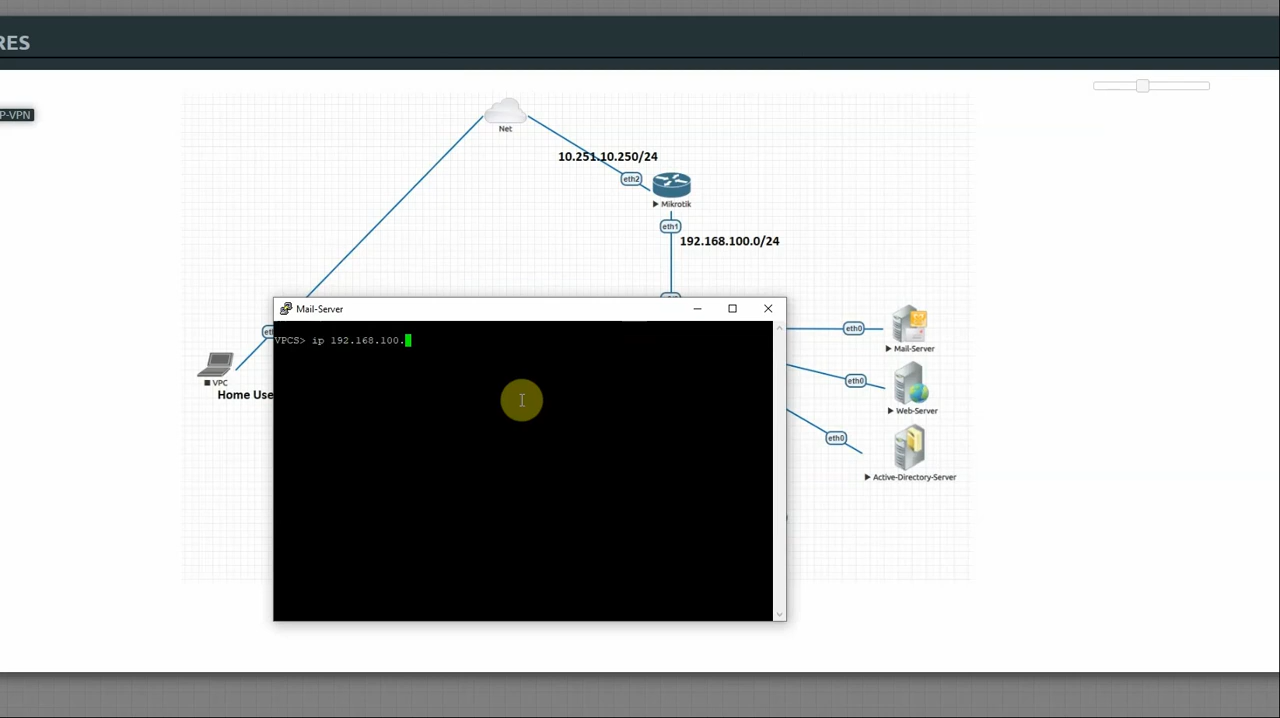 RES
P-VPN
Net
10.251.10.250/24
eth2
Mikrotik
eth1
192.168.100.0/24
Mail-Server
VPCS> ip 192.168.100.
eth0
Mail-Server
VPC
Home Use
eth0
Web-Server
eth0
Active-Directory-Server